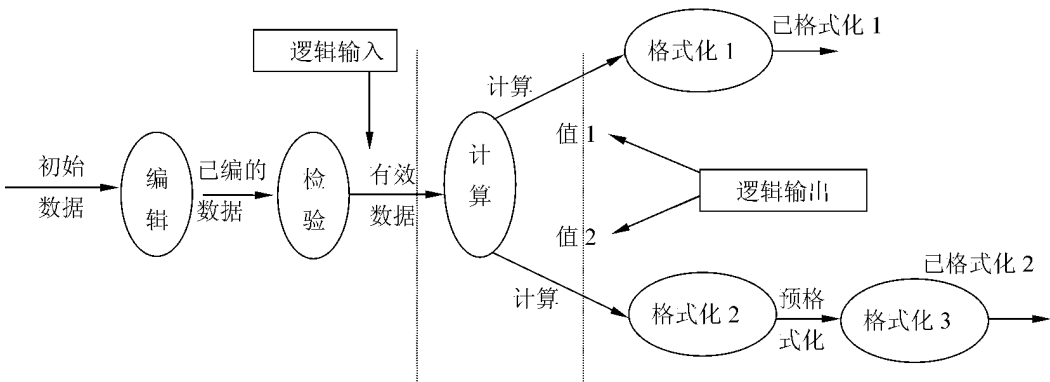 已格式化 1
格式化 1
逻辑输入
计算
值 1
初始
数据
编
辑
已编的
数据
检
验
有效
数据
计
算
逻辑输出
值 2
计算
已格式化 2
格式化 2
预格
式化
格式化 3